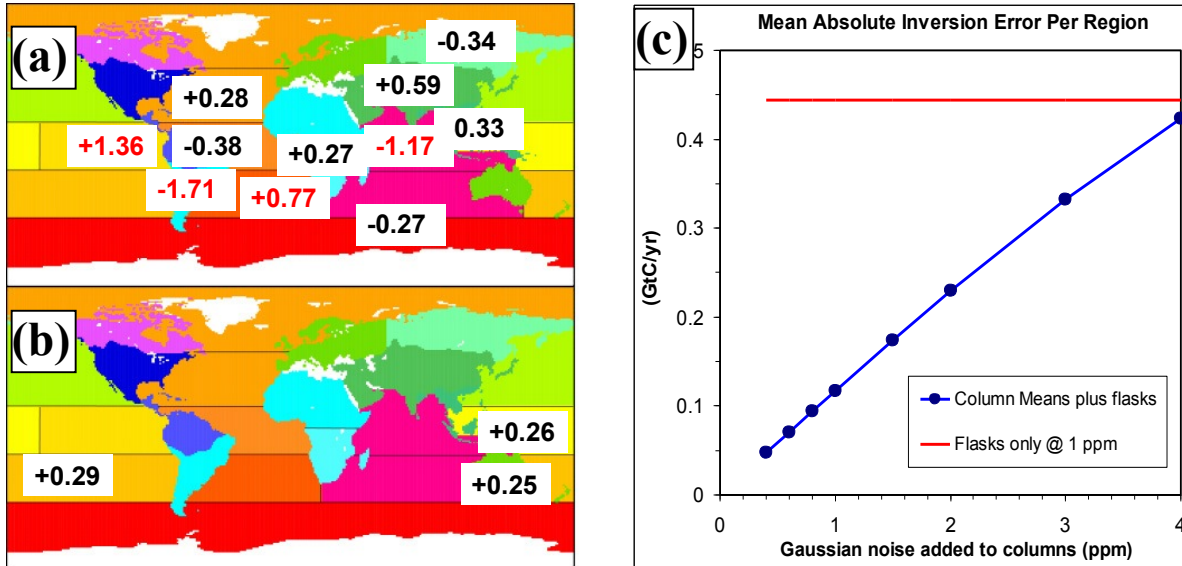 (a)
-0.34
+0.59
+0.28
0.33
+1.36
-0.38
+0.27
-1.17
-1.71
+0.77
-0.27
(b)
+0.26
+0.29
+0.25
(c)
Mean Absolute Inversion Error Per Region
5
0.4
0.3
0.2
0.1
0
(GtC/yr)
Column Means plus flasks
Flasks only @ 1 ppm
0 1 2 3 4
Gaussian noise added to columns (ppm)